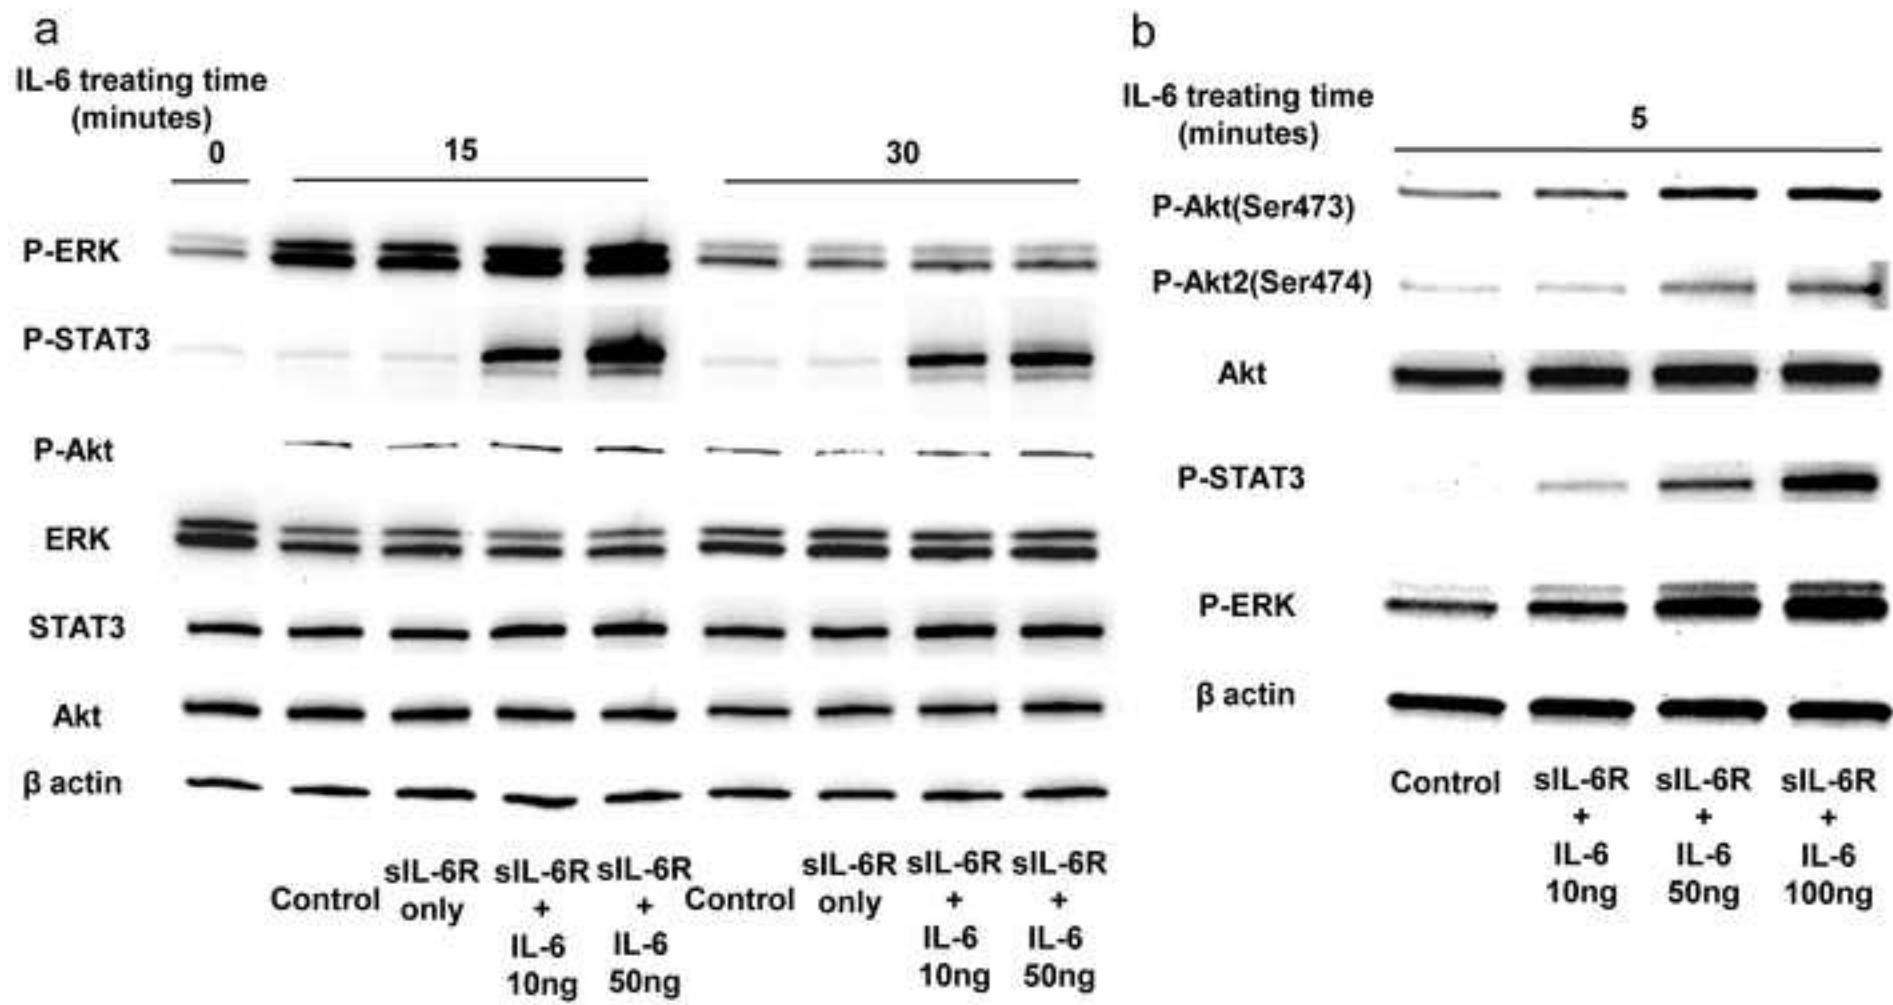 a
IL-6 treating time
(minutes)
0
15
30
P-ERK
P-STAT3
P-Akt
ERK
STAT3
Akt
β actin
Control
sIL-6R
only
sIL-6R
+
IL-6
10ng
sIL-6R
+
IL-6
50ng
Control
sIL-6R
only
sIL-6R
+
IL-6
10ng
sIL-6R
+
IL-6
50ng
b
IL-6 treating time
(minutes)
5
P-Akt(Ser473)
P-Akt2(Ser474)
Akt
P-STAT3
P-ERK
β actin
Control
sIL-6R
+
IL-6
10ng
sIL-6R
+
IL-6
50ng
sIL-6R
+
IL-6
100ng